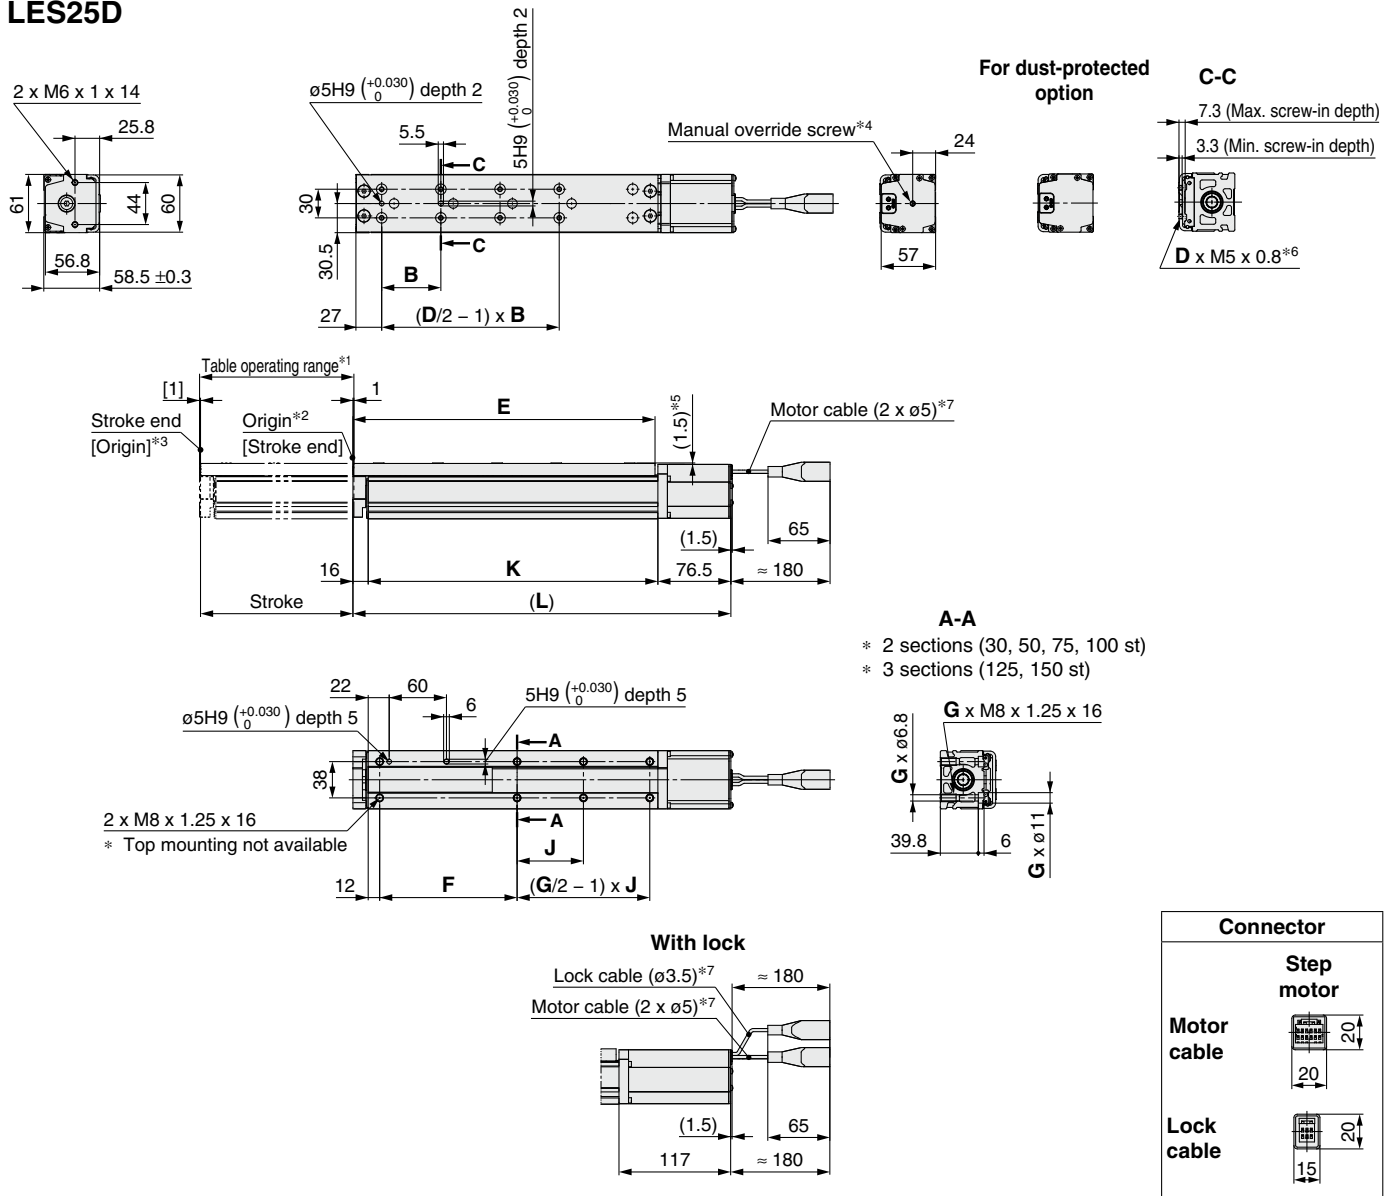 LES25D
2 x M6 x 1 x 14
25.8
61
44
60
56.8
58.5 ±0.3
ø5H9 (+0.030 0) depth 2
5.5
5H9 (+0.030 0) depth 2
C
C
30
30.5
B
27
(D/2 − 1) x B
Manual override screw*4
24
57
For dust-protected
option
C-C
7.3 (Max. screw-in depth)
3.3 (Min. screw-in depth)
D x M5 x 0.8*6
Table operating range*1
[1]
1
Stroke end
[Origin]*3
Origin*2
[Stroke end]
E
(1.5)*5
Motor cable (2 x ø5)*7
(1.5)
65
16
K
76.5
≈ 180
Stroke
(L)
A-A
* 2 sections (30, 50, 75, 100 st)
* 3 sections (125, 150 st)
22
60
6
5H9 (+0.030 0) depth 5
ø5H9 (+0.030 0) depth 5
A
A
38
2 x M8 x 1.25 x 16
* Top mounting not available
J
12
F
(G/2 − 1) x J
G x M8 x 1.25 x 16
G x ø6.8
39.8
6
G x ø11
With lock
Lock cable (ø3.5)*7
≈ 180
Motor cable (2 x ø5)*7
(1.5)
65
117
≈ 180
Connector
Step
motor
Motor
cable
20
20
Lock
cable
20
15